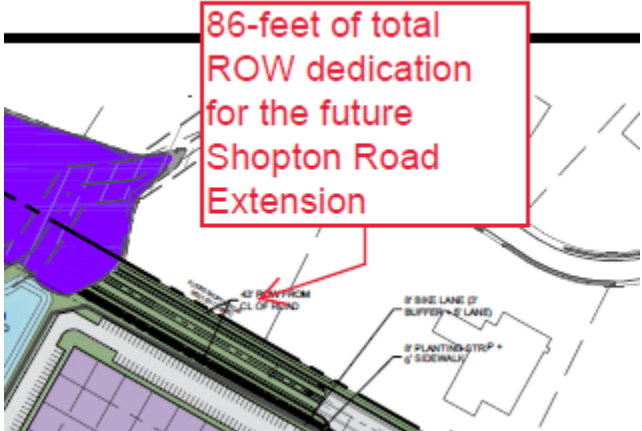 86-feet of total
ROW dedication
for the future
Shopton Road
Extension
43' ROW FROM
CL OF ROAD
8' BIKE LANE (3'
BUFFER + 5' LANE)
8' PLANTING STRIP +
6' SIDEWALK